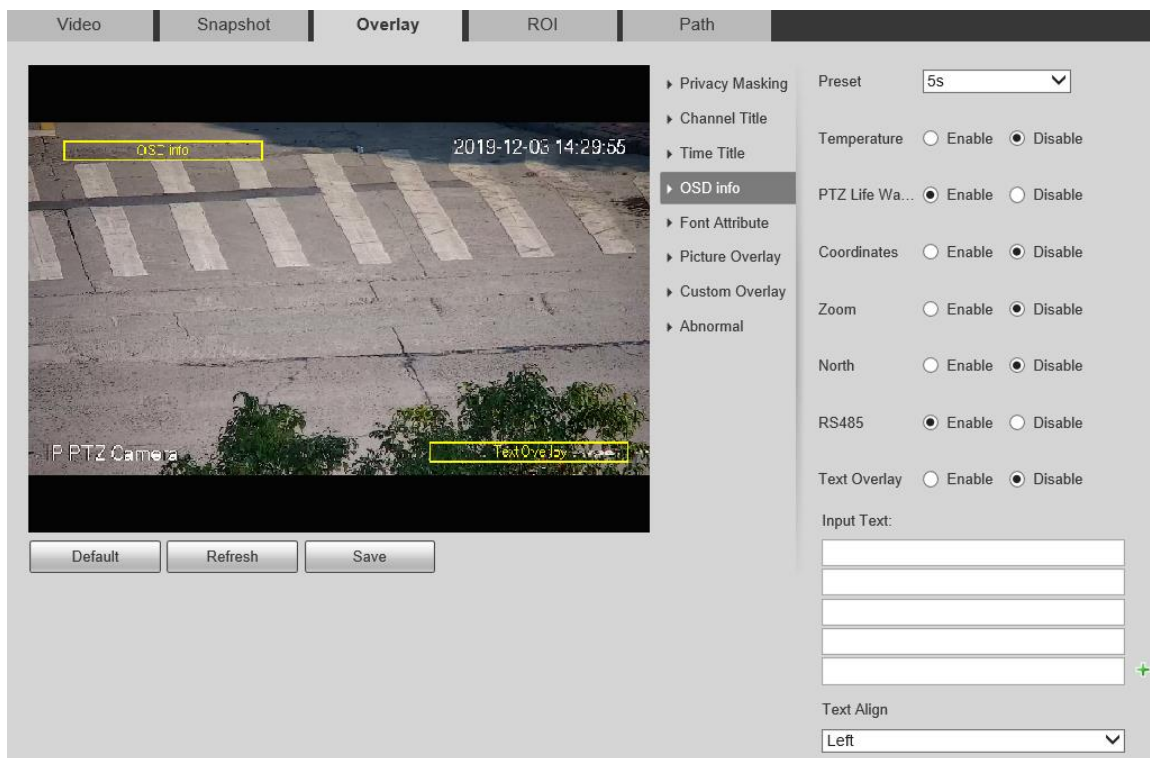 Video Snapshot Overlay ROI Path
OSD info
2019-12-03 14:29:55
IP PTZ Camera
Text Overlay
Default Refresh Save
Privacy Masking
Channel Title
Time Title
OSD info
Font Attribute
Picture Overlay
Custom Overlay
Abnormal
Preset 5s
Temperature Enable Disable
PTZ Life Wa... Enable Disable
Coordinates Enable Disable
Zoom Enable Disable
North Enable Disable
RS485 Enable Disable
Text Overlay Enable Disable
Input Text:
Text Align
Left